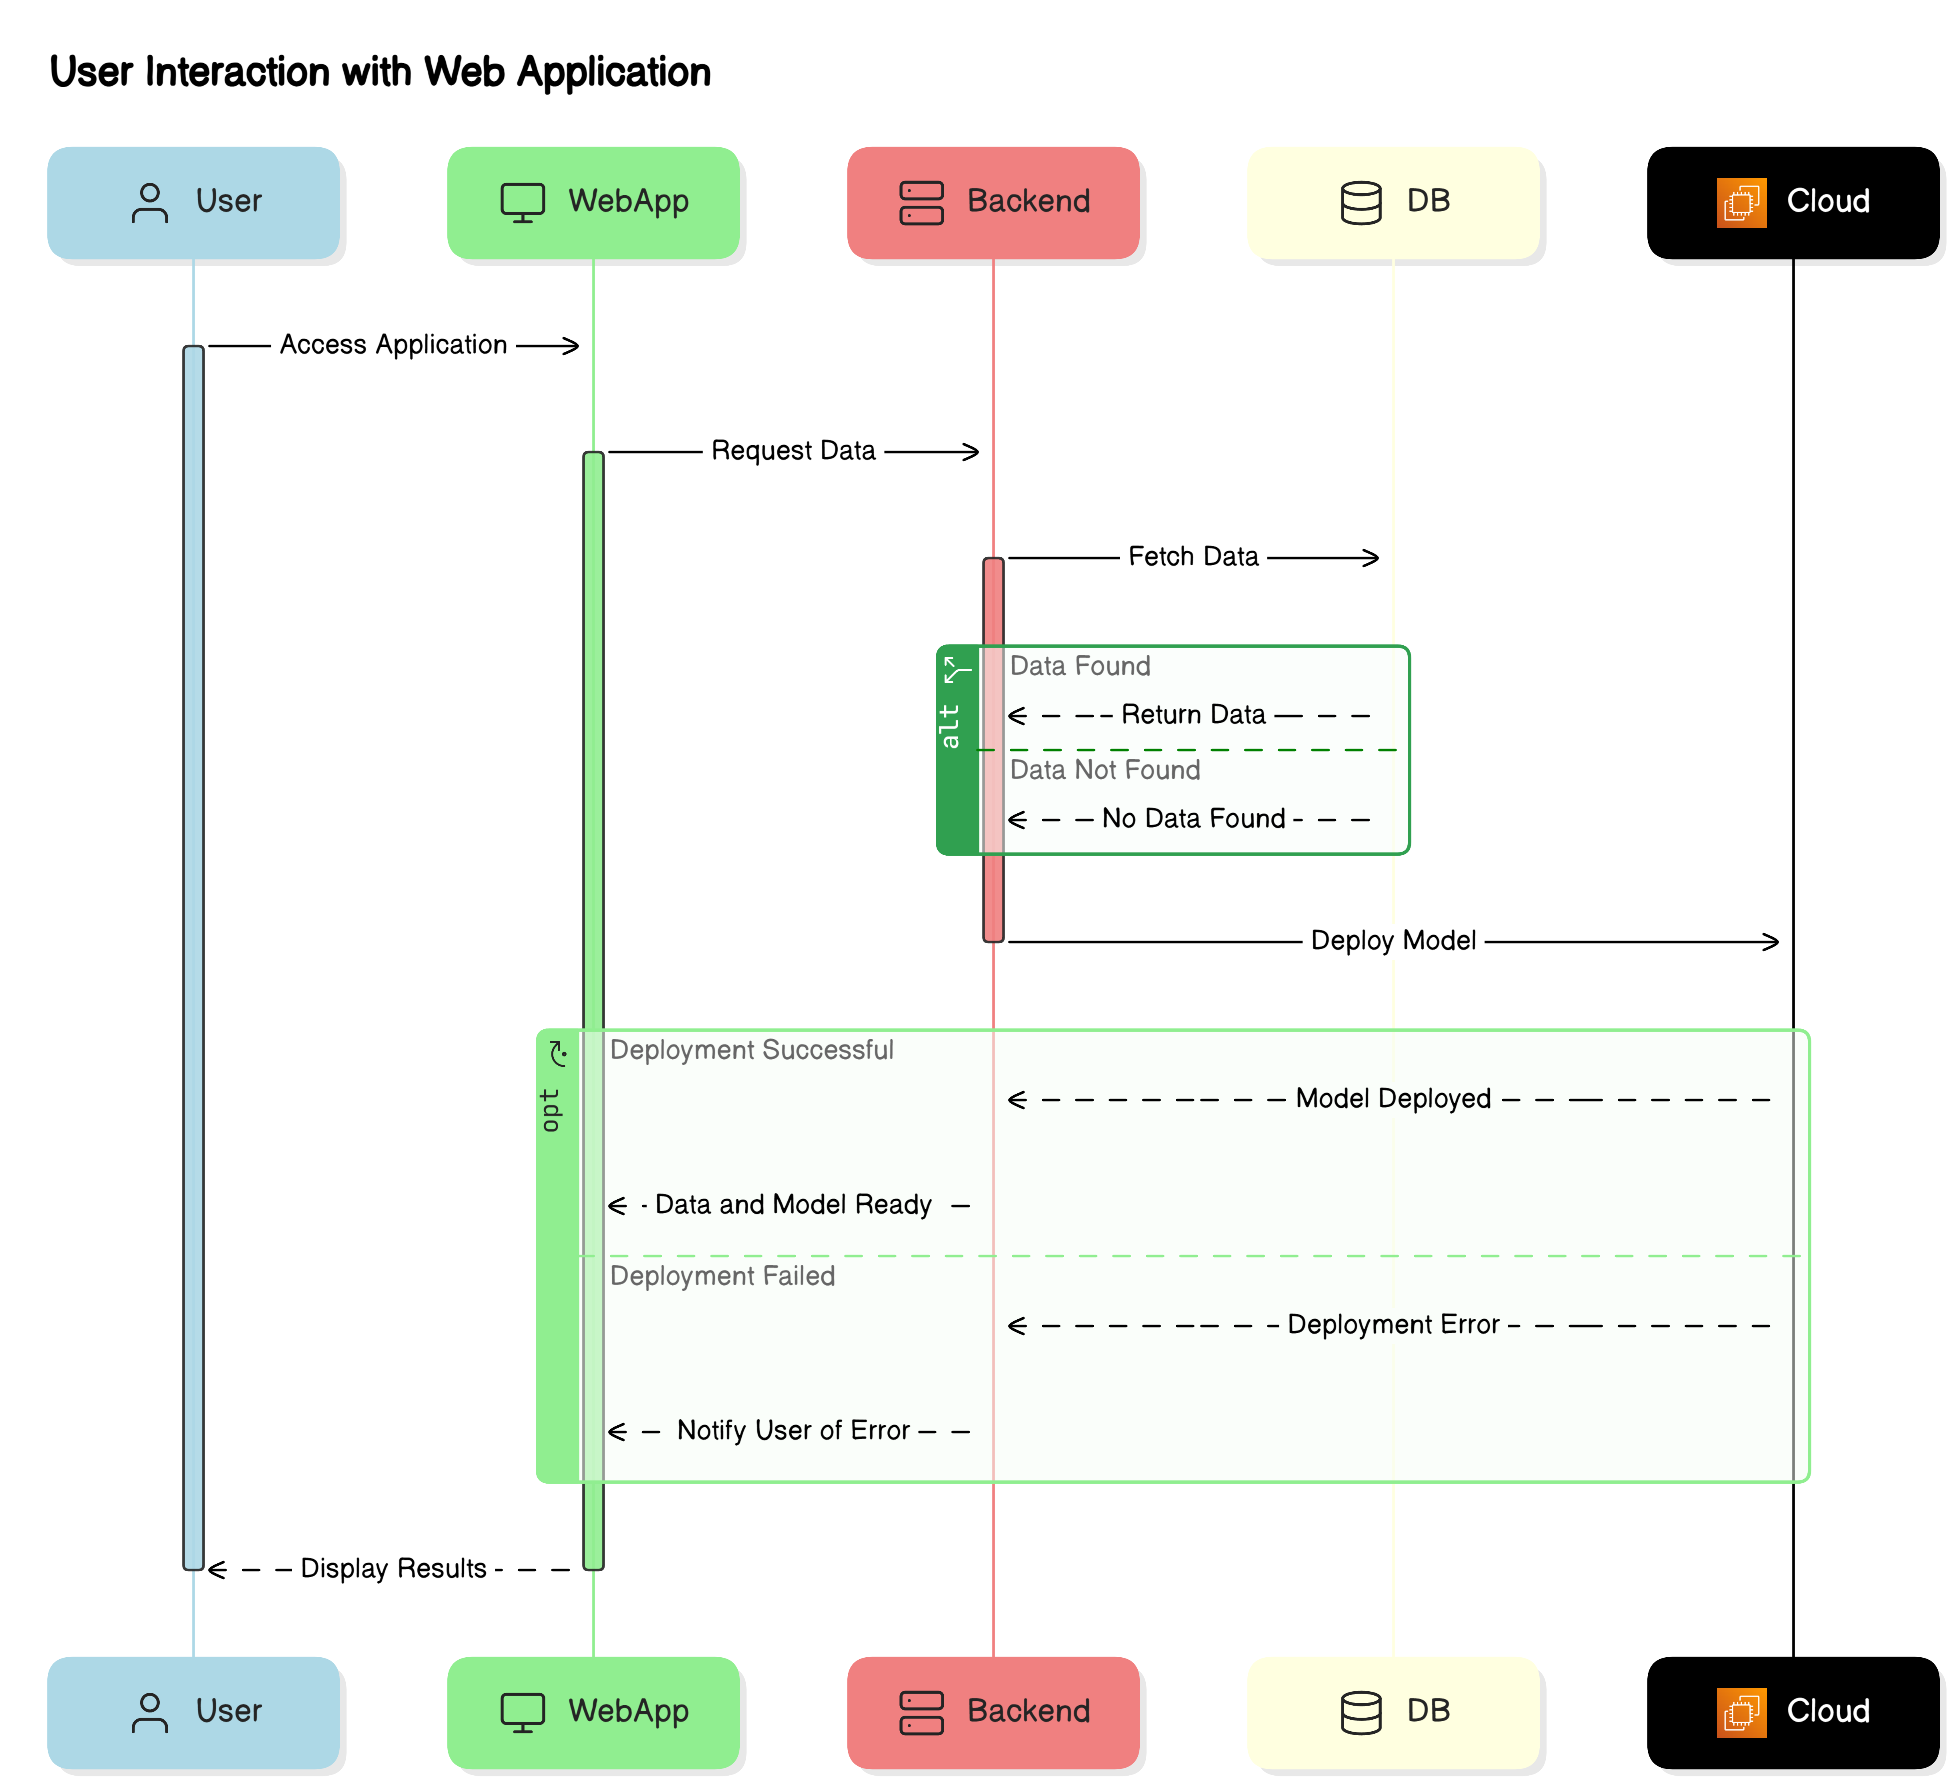 User Interaction with Web Application
User
WebApp
Backend
DB
Cloud
Access Application
Request Data
Fetch Data
alt
Data Found
Return Data
Data Not Found
No Data Found
Deploy Model
opt
Deployment Successful
Model Deployed
Data and Model Ready
Deployment Failed
Deployment Error
Notify User of Error
Display Results
User
WebApp
Backend
DB
Cloud